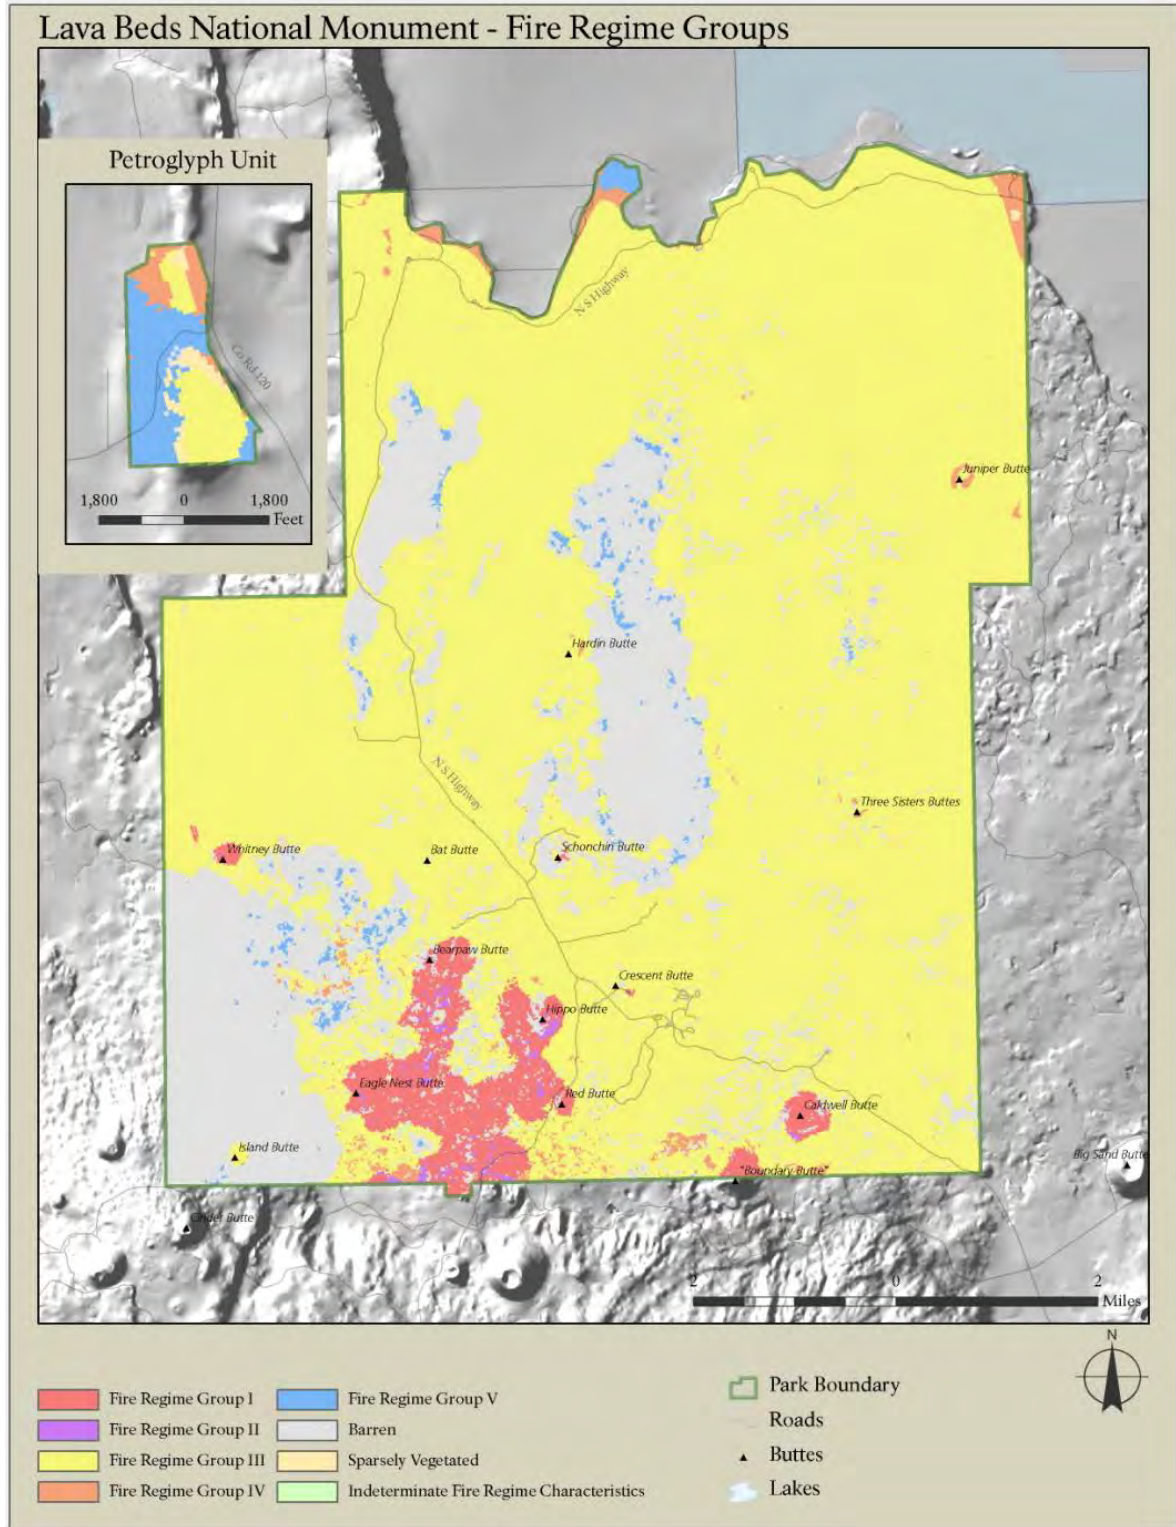 Lava Beds National Monument - Fire Regime Groups
Petroglyph Unit
Co Rd 120
1,800 0 1,800
Feet
N S Highway
Juniper Butte
Hardin Butte
N S Highway
Three Sisters Buttes
Whitney Butte
Bat Butte
Schonchin Butte
Bearpaw Butte
Crescent Butte
Hippo Butte
Eagle Nest Butte
Red Butte
Caldwell Butte
Island Butte
"Boundary Butte"
Big Sand Butte
Cinder Butte
2 0 2
Miles
N
Fire Regime Group I
Fire Regime Group II
Fire Regime Group III
Fire Regime Group IV
Fire Regime Group V
Barren
Sparsely Vegetated
Indeterminate Fire Regime Characteristics
Park Boundary
Roads
Buttes
Lakes